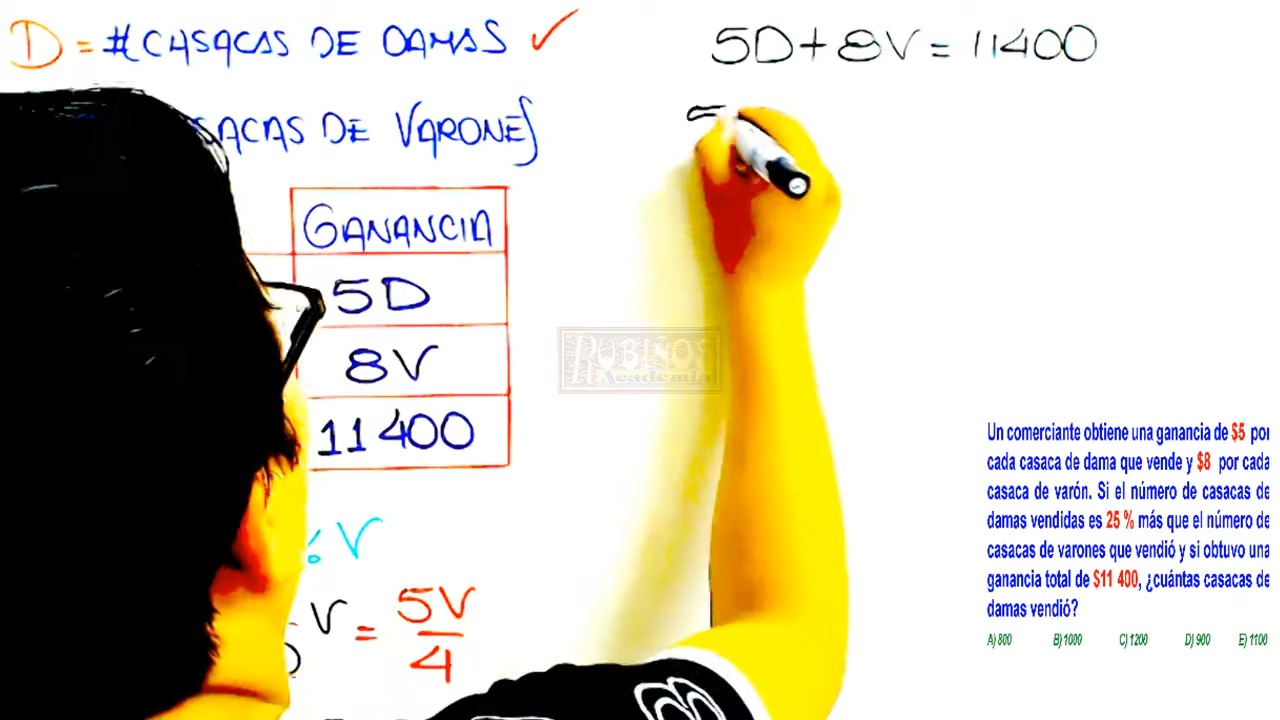 D = # CASACAS DE DAMAS ✓
SACAS DE VARONES
GANANCIA
5D
8V
11400
% V
V = 5V/4
5D + 8V = 11400
RUBIÑOS
Academia
Un comerciante obtiene una ganancia de $5 por
cada casaca de dama que vende y $8 por cada
casaca de varón. Si el número de casacas de
damas vendidas es 25 % más que el número de
casacas de varones que vendió y si obtuvo una
ganancia total de $11 400, ¿cuántas casacas de
damas vendió?
A) 800 B) 1000 C) 1200 D) 900 E) 1100